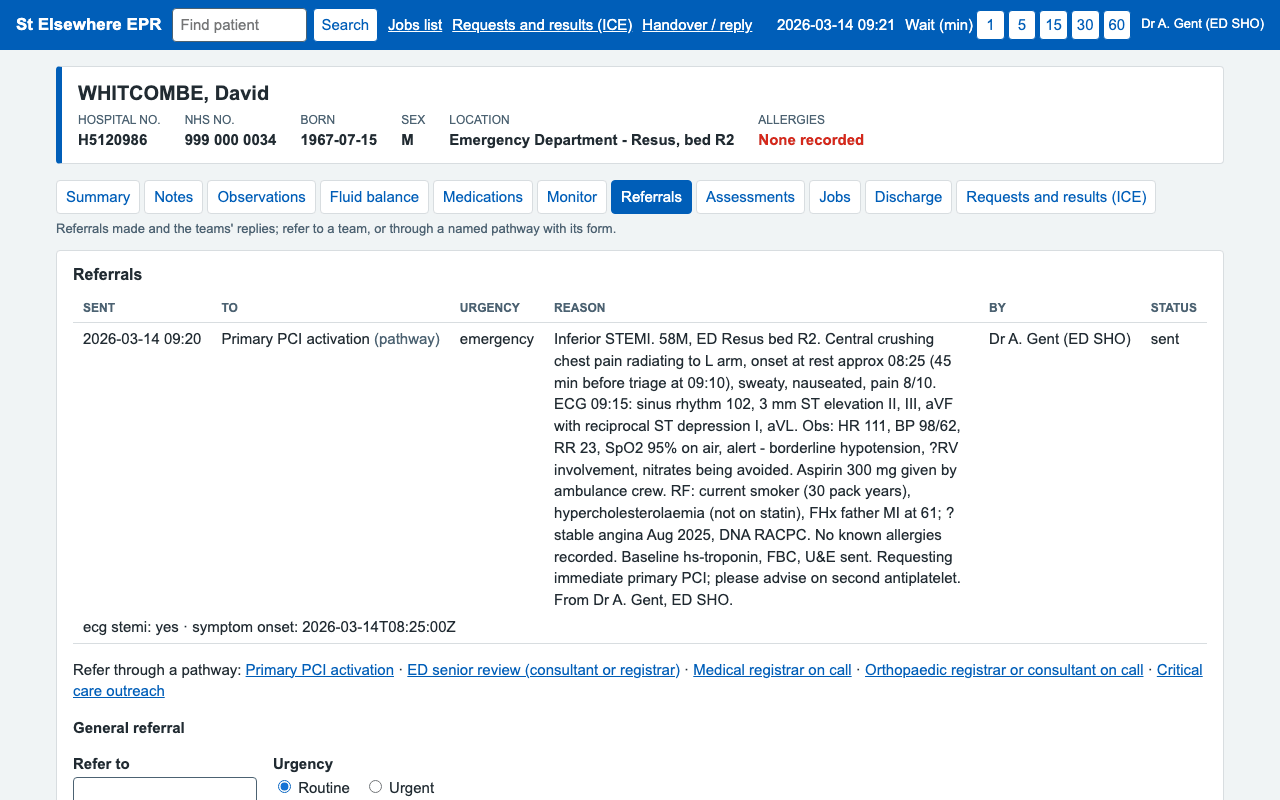 St Elsewhere EPR Find patient Search Jobs list Requests and results (ICE) Handover / reply 2026-03-14 09:21 Wait (min) 1 5 15 30 60 Dr A. Gent (ED SHO)
WHITCOMBE, David
HOSPITAL NO. NHS NO. BORN SEX LOCATION ALLERGIES
H5120986 999 000 0034 1967-07-15 M Emergency Department - Resus, bed R2 None recorded
Summary Notes Observations Fluid balance Medications Monitor Referrals Assessments Jobs Discharge Requests and results (ICE)
Referrals made and the teams' replies; refer to a team, or through a named pathway with its form.
Referrals
SENT TO URGENCY REASON BY STATUS
2026-03-14 09:20 Primary PCI activation (pathway) emergency Inferior STEMI. 58M, ED Resus bed R2. Central crushing Dr A. Gent (ED SHO) sent
chest pain radiating to L arm, onset at rest approx 08:25 (45
min before triage at 09:10), sweaty, nauseated, pain 8/10.
ECG 09:15: sinus rhythm 102, 3 mm ST elevation II, III, aVF
with reciprocal ST depression I, aVL. Obs: HR 111, BP 98/62,
RR 23, SpO2 95% on air, alert - borderline hypotension, ?RV
involvement, nitrates being avoided. Aspirin 300 mg given by
ambulance crew. RF: current smoker (30 pack years),
hypercholesterolaemia (not on statin), FHx father MI at 61; ?
stable angina Aug 2025, DNA RACPC. No known allergies
recorded. Baseline hs-troponin, FBC, U&E sent. Requesting
immediate primary PCI; please advise on second antiplatelet.
From Dr A. Gent, ED SHO.
ecg stemi: yes · symptom onset: 2026-03-14T08:25:00Z
Refer through a pathway: Primary PCI activation · ED senior review (consultant or registrar) · Medical registrar on call · Orthopaedic registrar or consultant on call · Critical
care outreach
General referral
Refer to Urgency
Routine Urgent